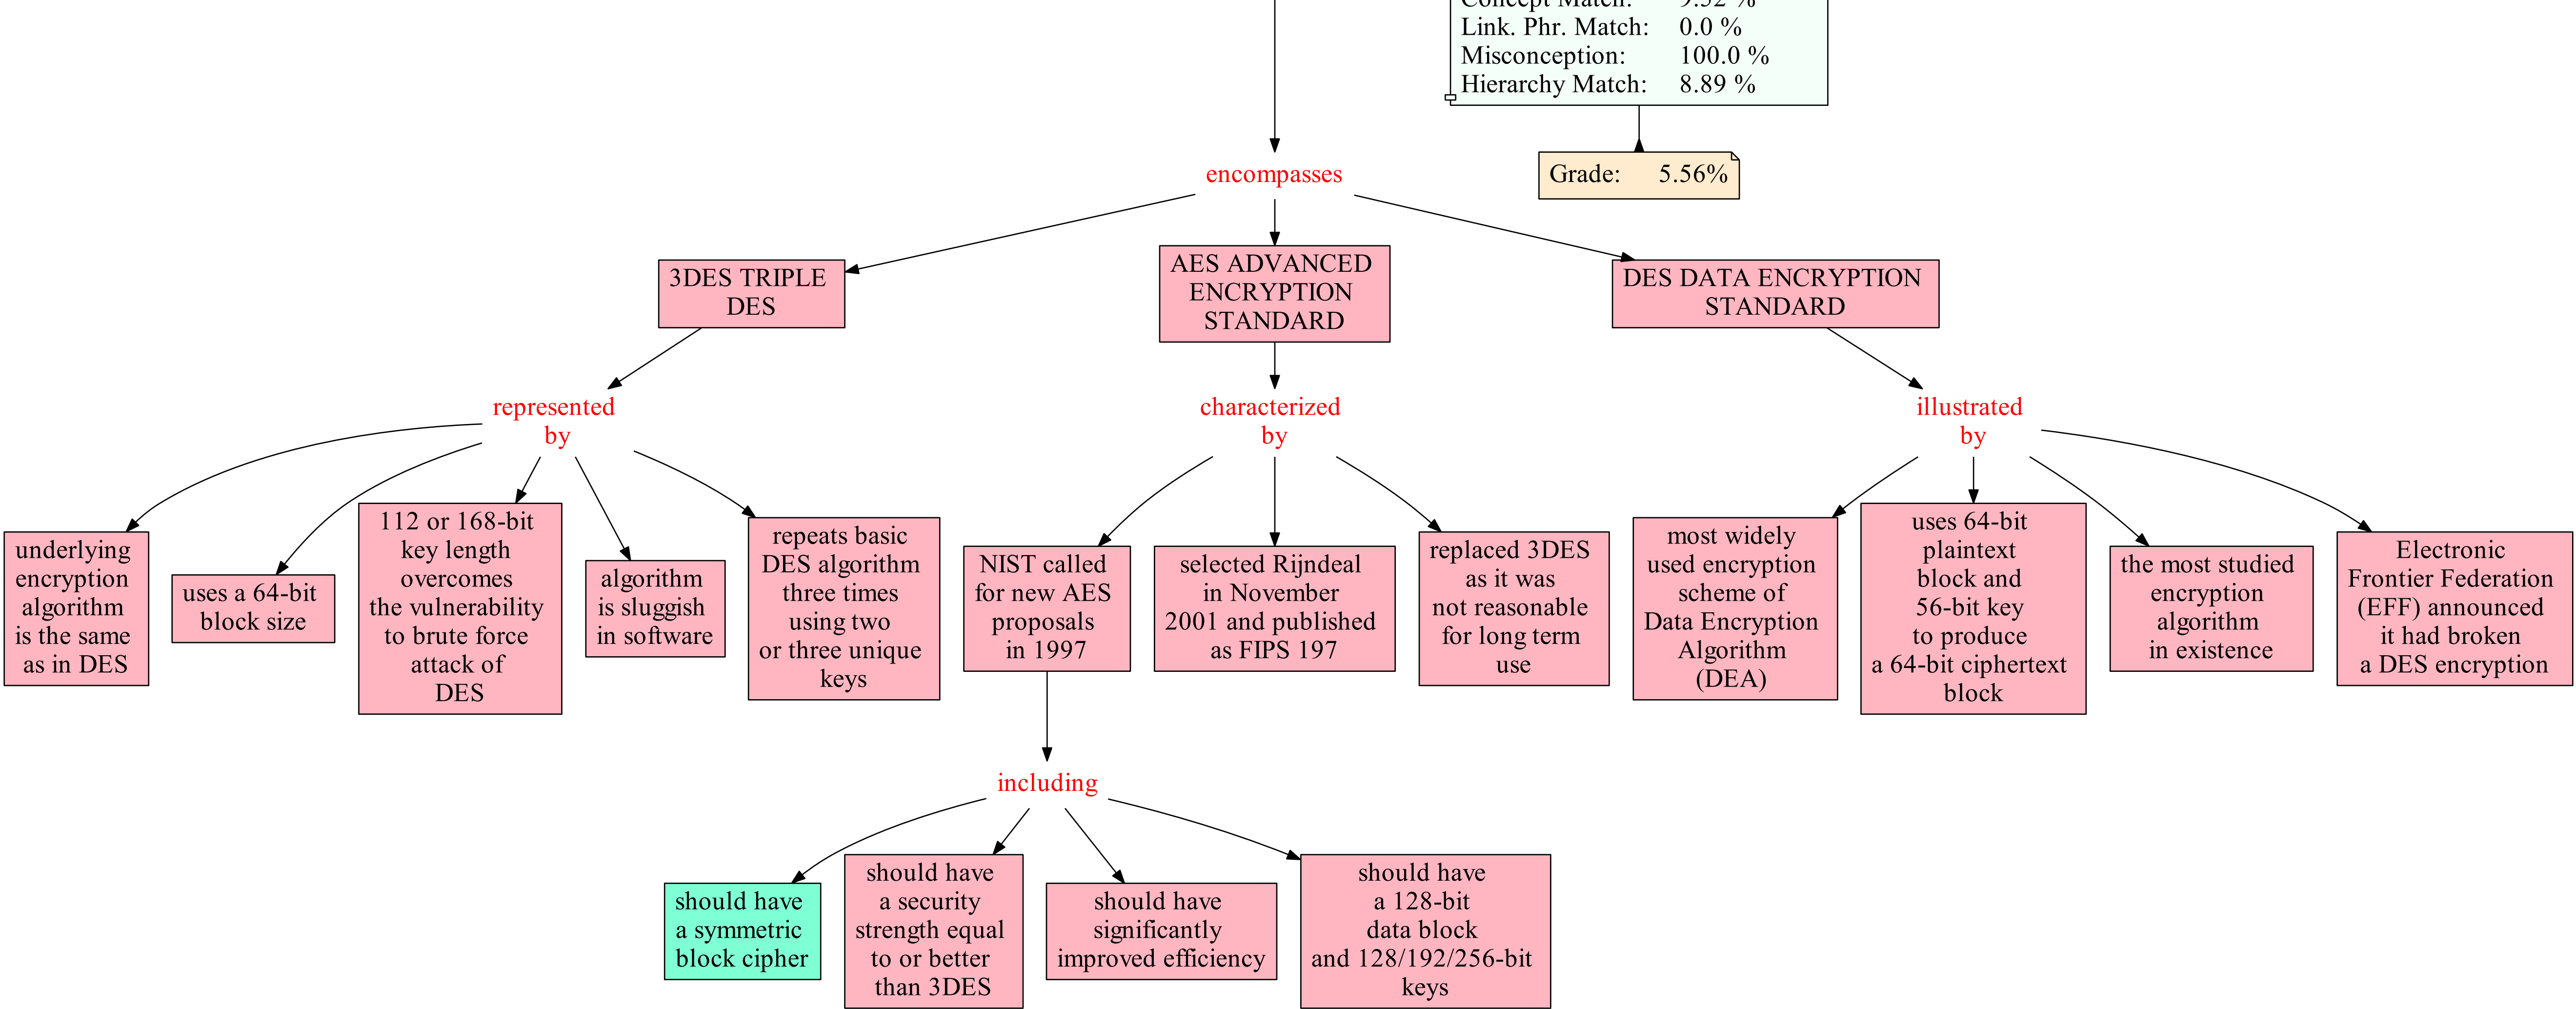 Concept Match: 9.52 %
Link. Phr. Match: 0.0 %
Misconception: 100.0 %
Hierarchy Match: 8.89 %
encompasses
Grade: 5.56%
3DES TRIPLE
DES
AES ADVANCED
ENCRYPTION
STANDARD
DES DATA ENCRYPTION
STANDARD
represented
by
characterized
by
illustrated
by
underlying
encryption
algorithm
is the same
as in DES
uses a 64-bit
block size
112 or 168-bit
key length
overcomes
the vulnerability
to brute force
attack of
DES
algorithm
is sluggish
in software
repeats basic
DES algorithm
three times
using two
or three unique
keys
NIST called
for new AES
proposals
in 1997
selected Rijndeal
in November
2001 and published
as FIPS 197
replaced 3DES
as it was
not reasonable
for long term
use
most widely
used encryption
scheme of
Data Encryption
Algorithm
(DEA)
uses 64-bit
plaintext
block and
56-bit key
to produce
a 64-bit ciphertext
block
the most studied
encryption
algorithm
in existence
Electronic
Frontier Federation
(EFF) announced
it had broken
a DES encryption
including
should have
a symmetric
block cipher
should have
a security
strength equal
to or better
than 3DES
should have
significantly
improved efficiency
should have
a 128-bit
data block
and 128/192/256-bit
keys